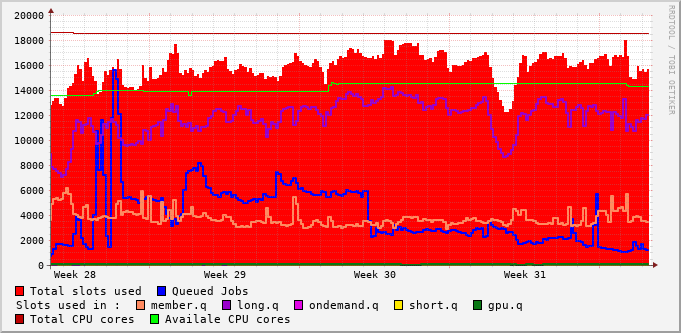 20000
18000
16000
14000
12000
10000
8000
6000
4000
2000
0
Week 28 Week 29 Week 30 Week 31
RRDTOOL / TOBI OETIKER
Total slots used Queued Jobs
Slots used in : member.q long.q ondemand.q short.q gpu.q
Total CPU cores Availale CPU cores